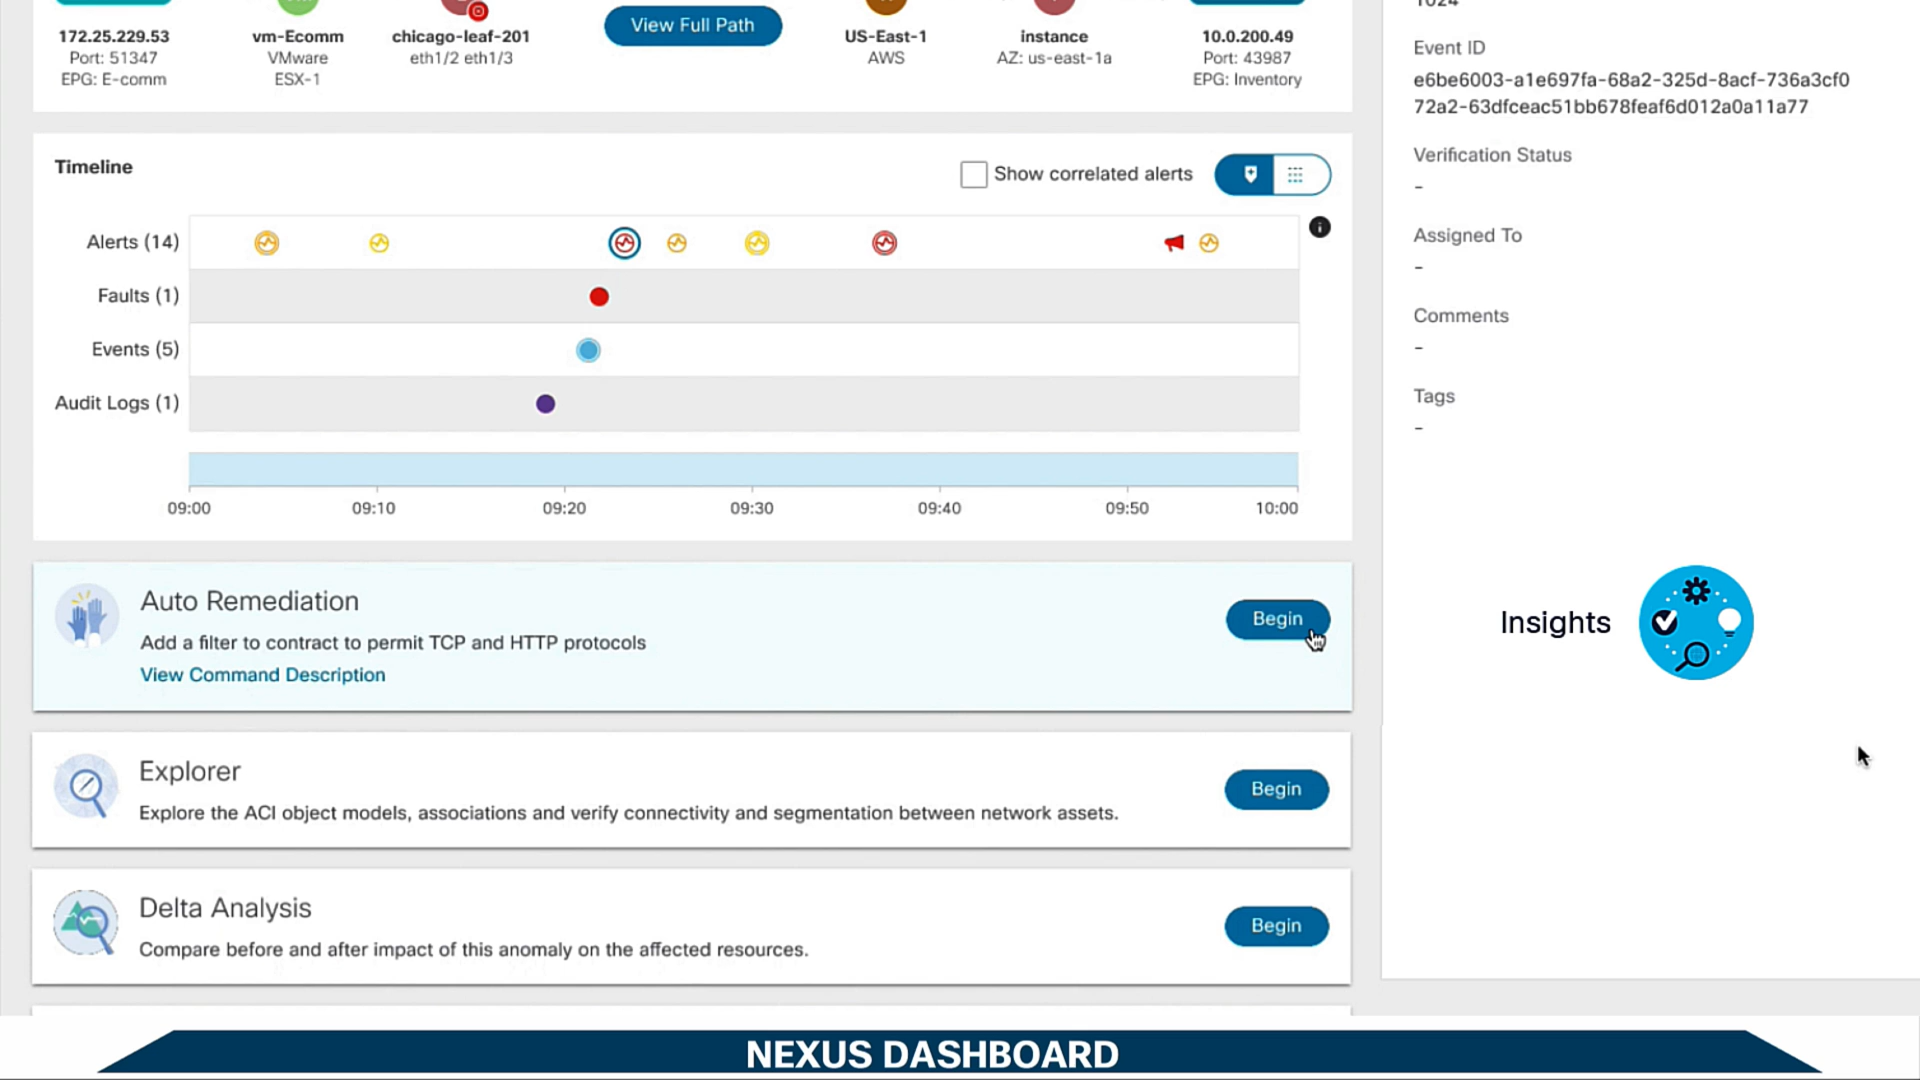 172.25.229.53
Port: 51347
EPG: E-comm
vm-Ecomm
VMware
ESX-1
chicago-leaf-201
eth1/2 eth1/3
View Full Path
US-East-1
AWS
instance
AZ: us-east-1a
10.0.200.49
Port: 43987
EPG: Inventory
Timeline
Show correlated alerts
Alerts (14)
Faults (1)
Events (5)
Audit Logs (1)
09:00 09:10 09:20 09:30 09:40 09:50 10:00
Auto Remediation
Add a filter to contract to permit TCP and HTTP protocols
View Command Description
Begin
Explorer
Explore the ACI object models, associations and verify connectivity and segmentation between network assets.
Begin
Delta Analysis
Compare before and after impact of this anomaly on the affected resources.
Begin
Event ID
e6be6003-a1e697fa-68a2-325d-8acf-736a3cf0
72a2-63dfceac51bb678feaf6d012a0a11a77
Verification Status
-
Assigned To
-
Comments
-
Tags
-
Insights
NEXUS DASHBOARD